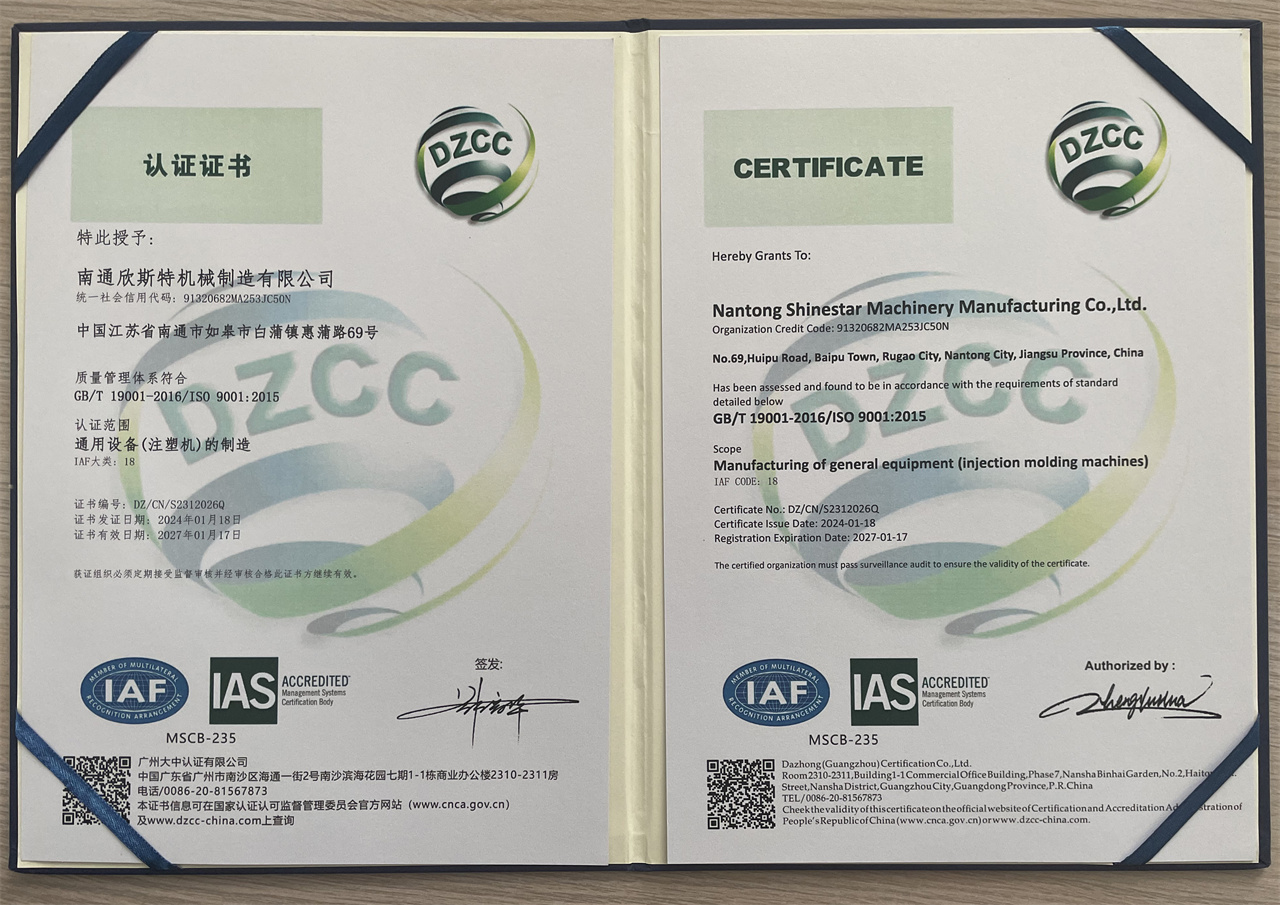 认证证书
DZCC
特此授予:
南通欣斯特机械制造有限公司
统一社会信用代码: 91320682MA253JC50N
中国江苏省南通市如皋市白蒲镇惠蒲路69号
质量管理体系符合
GB/T 19001-2016/ISO 9001:2015
认证范围
通用设备(注塑机)的制造
IAF大类: 18
证书编号: DZ/CN/S2312026Q
证书发证日期: 2024年01月18日
证书有效日期: 2027年01月17日
获证组织必须定期接受监督审核并经审核合格此证书方继续有效。
DZCC
MEMBER OF MULTILATERAL
IAF
RECOGNITION ARRANGEMENT
IAS
ACCREDITED
Management Systems
Certification Body
MSCB-235
签发:
广州大中认证有限公司
中国广东省广州市南沙区海通一街2号南沙滨海花园七期1-1栋商业办公楼2310-2311房
电话/0086-20-81567873
本证书信息可在国家认证认可监督管理委员会官方网站 (www.cnca.gov.cn)
及www.dzcc-china.com上查询
CERTIFICATE
DZCC
Hereby Grants To:
Nantong Shinestar Machinery Manufacturing Co.,Ltd.
Organization Credit Code: 91320682MA253JC50N
No.69,Huipu Road, Baipu Town, Rugao City, Nantong City, Jiangsu Province, China
Has been assessed and found to be in accordance with the requirements of standard
detailed below
GB/T 19001-2016/ISO 9001:2015
Scope
Manufacturing of general equipment (injection molding machines)
IAF CODE: 18
Certificate No.: DZ/CN/S2312026Q
Certificate Issue Date: 2024-01-18
Registration Expiration Date: 2027-01-17
The certified organization must pass surveillance audit to ensure the validity of the certificate.
DZCC
MEMBER OF MULTILATERAL
IAF
RECOGNITION ARRANGEMENT
IAS
ACCREDITED
Management Systems
Certification Body
MSCB-235
Authorized by :
Dazhong (Guangzhou) Certification Co., Ltd.
Room 2310-2311, Building 1-1 Commercial Office Building, Phase 7, Nansha Binhai Garden, No.2,
Street, Nansha District, Guangzhou City, Guangdong Province, P.R.China
TEL/0086-20-81567873
Cheek the validity of this certificate on the official website of Certification and Accreditation
People's Republic of China (www.cnca.gov.cn) or www.dzcc-china.com.